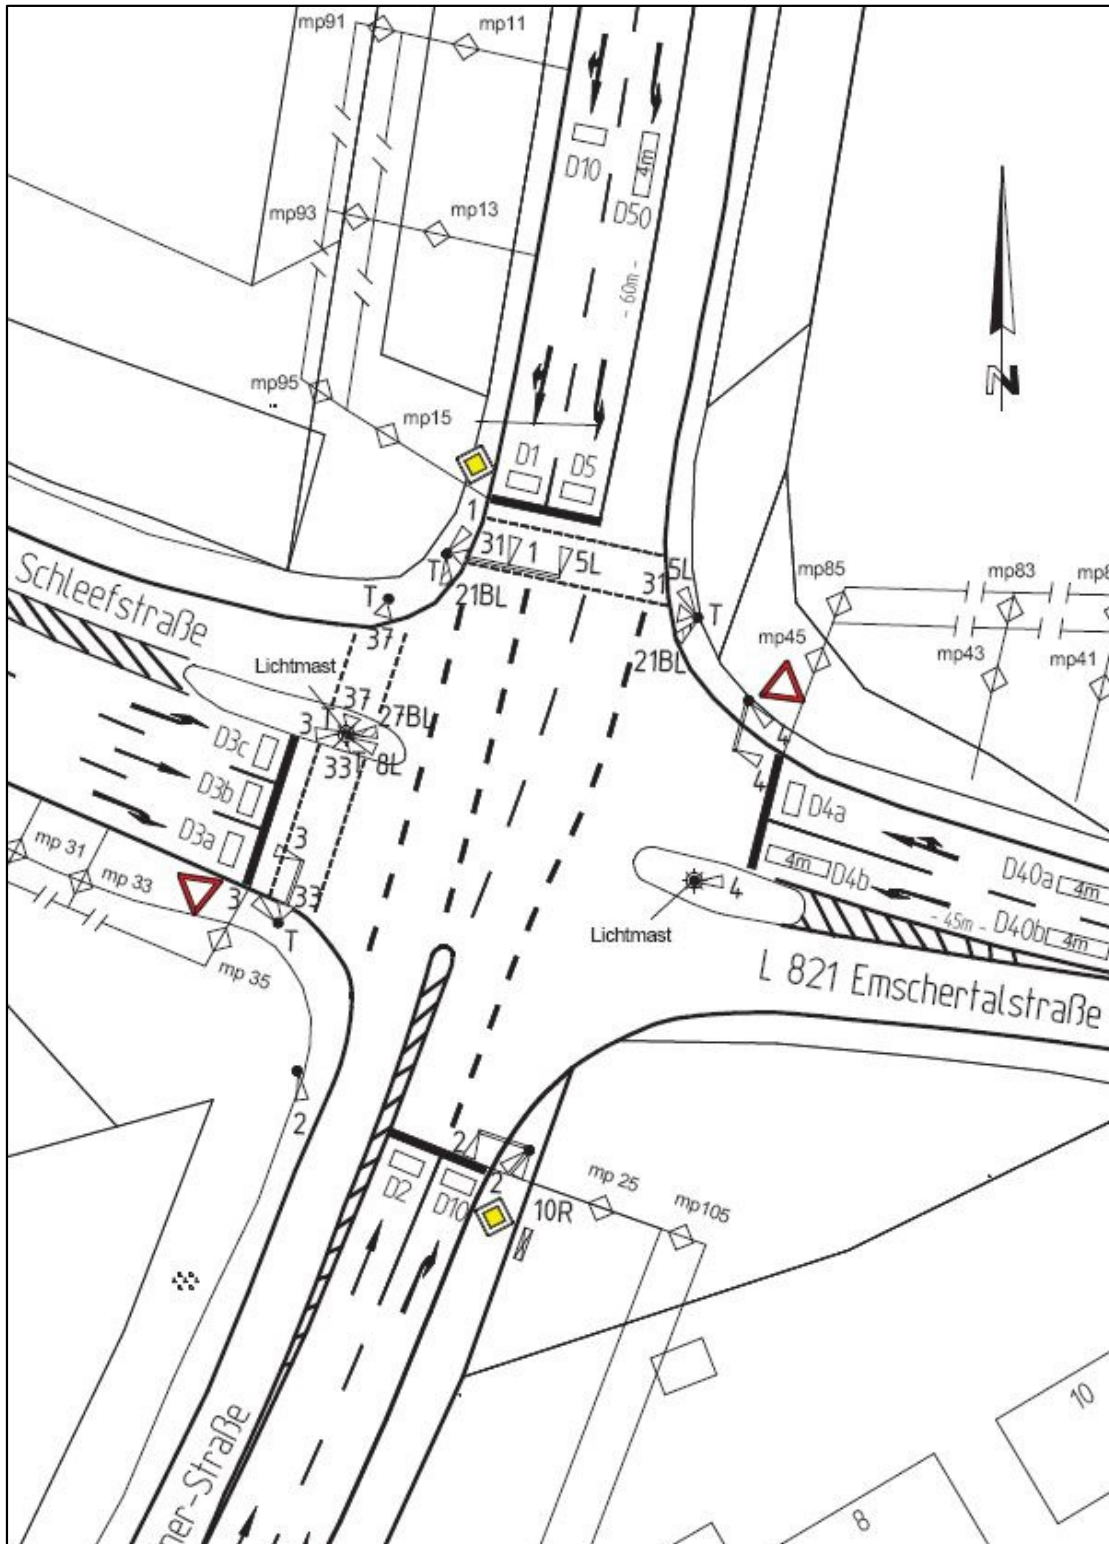 mp91
mp11
D10
4m
D50
mp93
mp13
- 60m -
N
mp95
mp15
D1
D5
1
31
1
5L
5L
31
T
T
21BL
21BL
T
37
Schleefstraße
mp85
mp83
mp45
mp43
mp41
Lichtmast
37
27BL
3
T
33
8L
4
4
D3c
D3b
D3a
D4a
4m
D4b
D40a
4m
- 45m -
D40b
4m
mp 31
mp 33
3
3
33
T
mp 35
4
Lichtmast
L 821 Emschertalstraße
2
2
2
D2
D10
10R
mp 25
mp105
ner-Straße
10
8